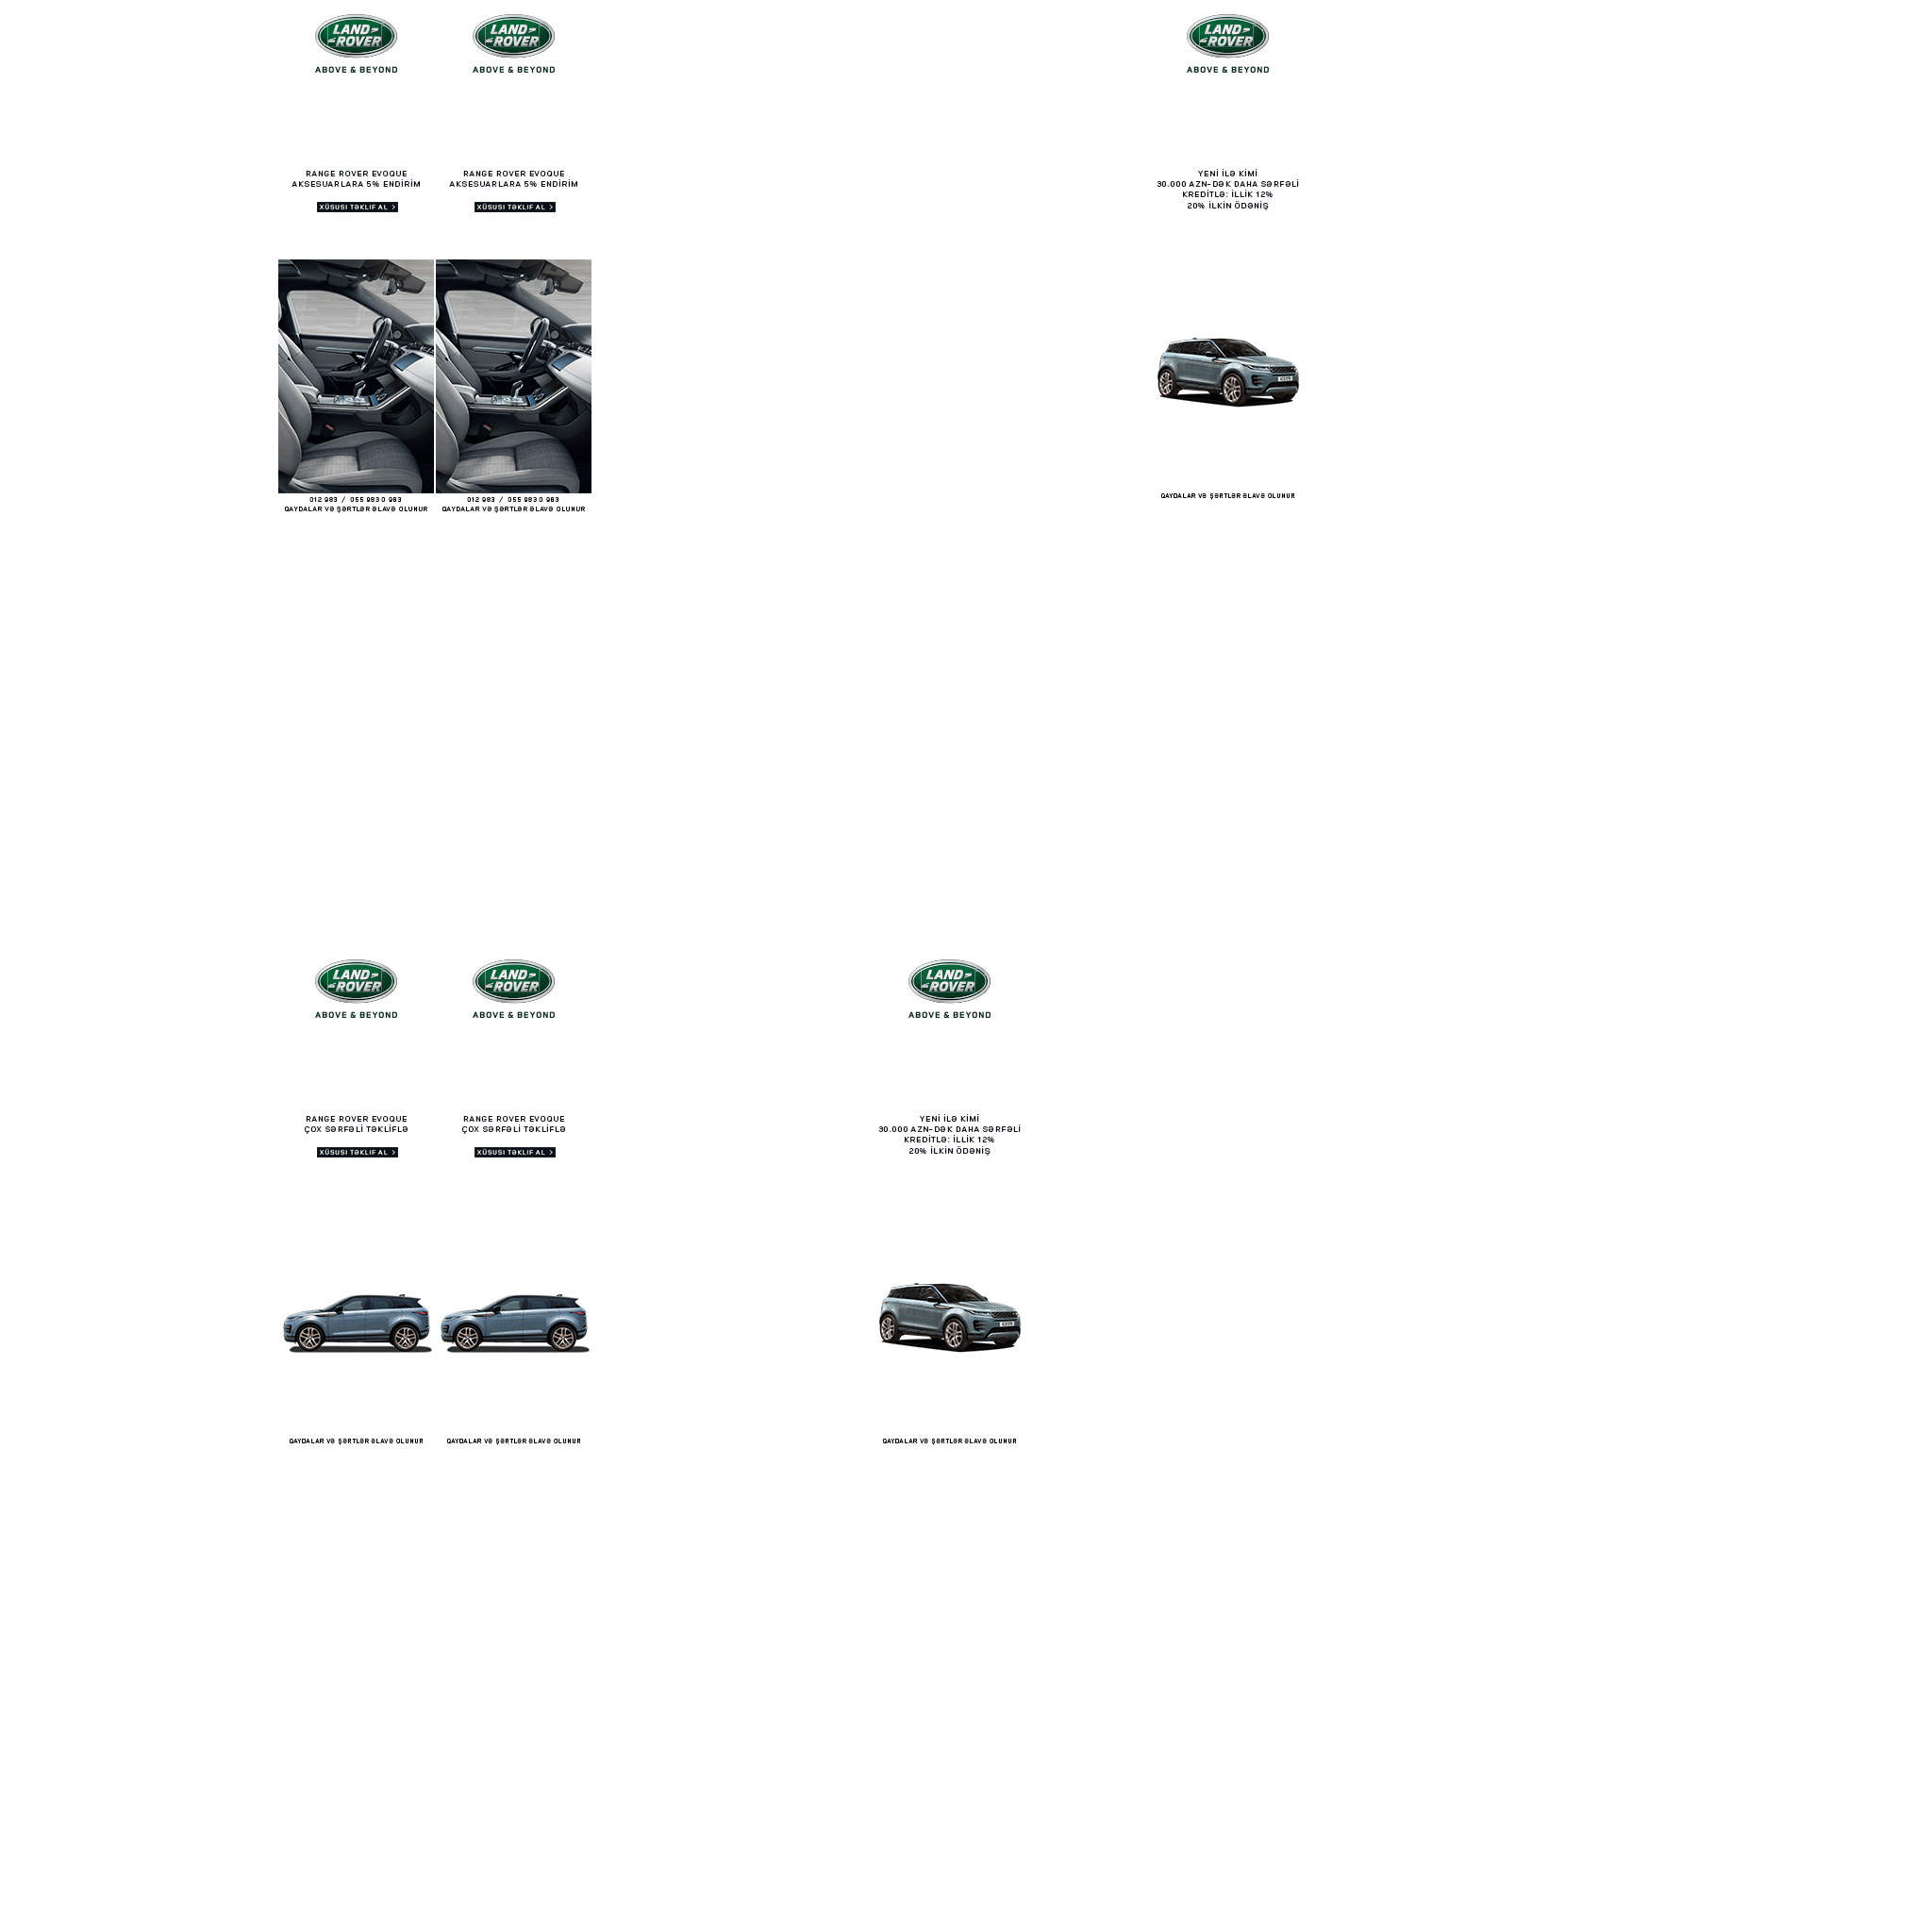 LAND
ROVER
ABOVE & BEYOND
RANGE ROVER EVOQUE
AKSESUARLARA 5% ENDİRİM
XÜSUSI TƏKLIF AL >
012 983 / 055 983 0 983
QAYDALAR VƏ ŞƏRTLƏR ƏLAVƏ OLUNUR
LAND
ROVER
ABOVE & BEYOND
RANGE ROVER EVOQUE
AKSESUARLARA 5% ENDİRİM
XÜSUSI TƏKLIF AL >
012 983 / 055 983 0 983
QAYDALAR VƏ ŞƏRTLƏR ƏLAVƏ OLUNUR
LAND
ROVER
ABOVE & BEYOND
YENİ İLƏ KİMİ
30.000 AZN-DƏK DAHA SƏRFƏLİ
KREDİTLƏ: İLLİK 12%
20% İLKİN ÖDƏNİŞ
QAYDALAR VƏ ŞƏRTLƏR ƏLAVƏ OLUNUR
LAND
ROVER
ABOVE & BEYOND
RANGE ROVER EVOQUE
ÇOX SƏRFƏLİ TƏKLİFLƏ
XÜSUSI TƏKLIF AL >
QAYDALAR VƏ ŞƏRTLƏR ƏLAVƏ OLUNUR
LAND
ROVER
ABOVE & BEYOND
RANGE ROVER EVOQUE
ÇOX SƏRFƏLİ TƏKLİFLƏ
XÜSUSI TƏKLIF AL >
QAYDALAR VƏ ŞƏRTLƏR ƏLAVƏ OLUNUR
LAND
ROVER
ABOVE & BEYOND
YENİ İLƏ KİMİ
30.000 AZN-DƏK DAHA SƏRFƏLİ
KREDİTLƏ: İLLİK 12%
20% İLKİN ÖDƏNİŞ
QAYDALAR VƏ ŞƏRTLƏR ƏLAVƏ OLUNUR